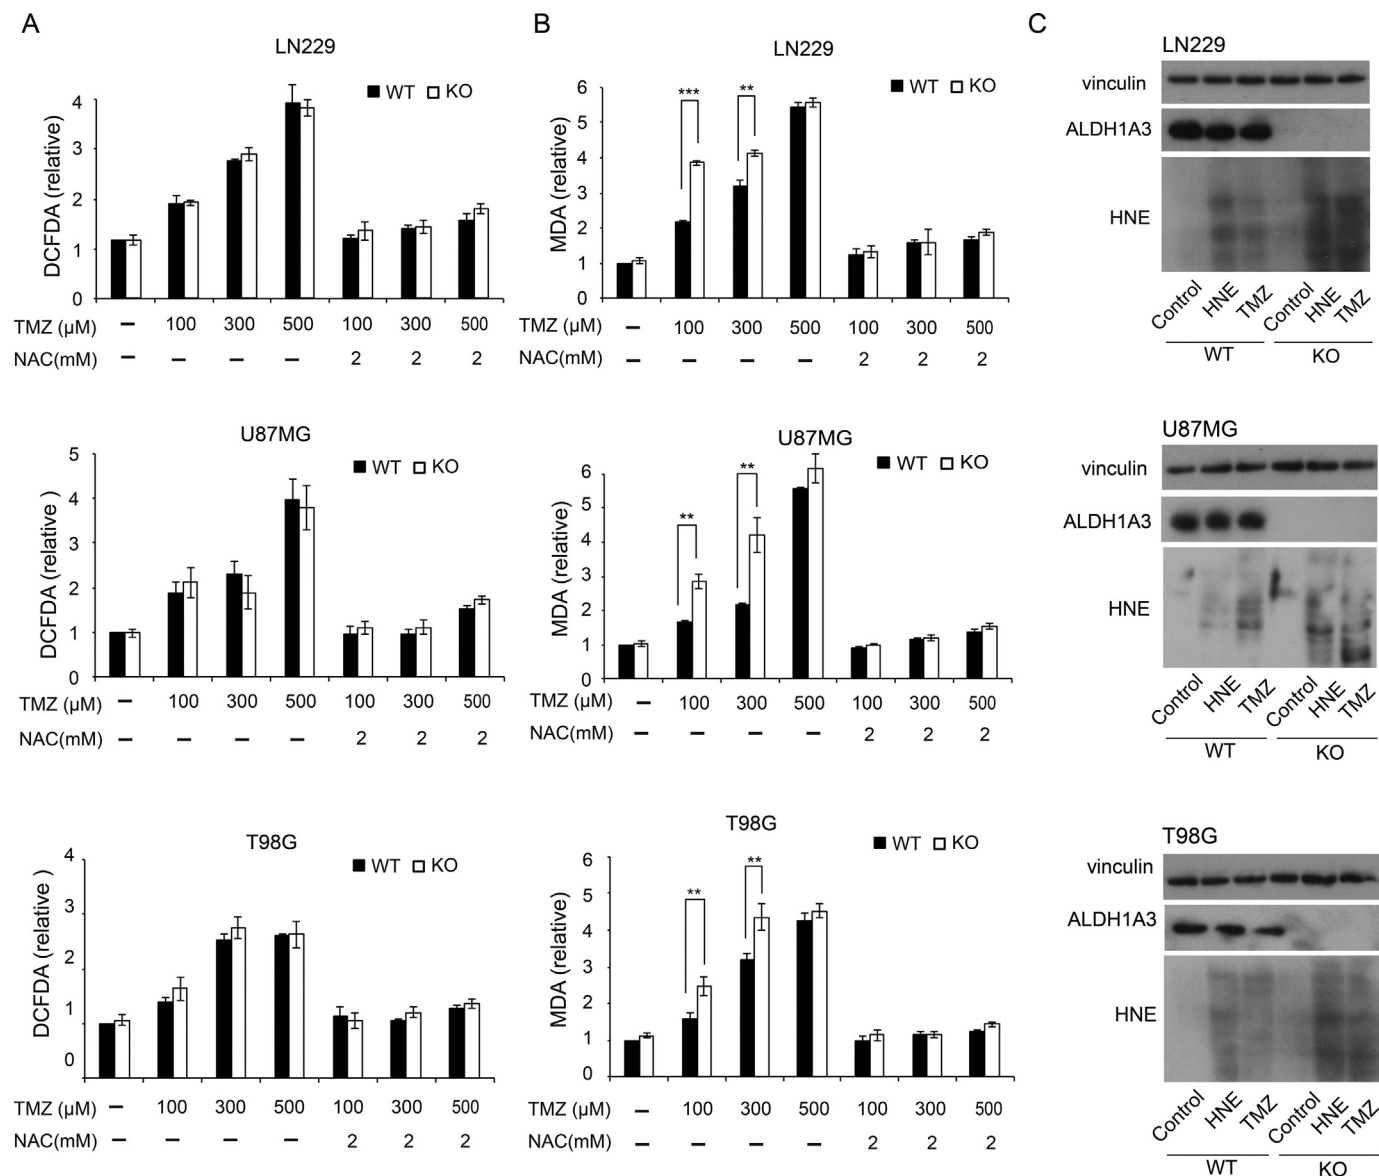 A
B
C
LN229
WT KO
DCFDA (relative)
4
3
2
1
0
TMZ (µM) – 100 300 500 100 300 500
NAC(mM) – – – – 2 2 2
LN229
WT KO
MDA (relative)
6
5
4
3
2
1
0
*** **
TMZ (µM) – 100 300 500 100 300 500
NAC(mM) – – – – 2 2 2
LN229
vinculin
ALDH1A3
HNE
Control HNE TMZ Control HNE TMZ
WT KO
U87MG
WT KO
DCFDA (relative )
5
4
3
2
1
0
TMZ (µM) – 100 300 500 100 300 500
NAC(mM) – – – – 2 2 2
U87MG
WT KO
MDA (relative)
6
5
4
3
2
1
0
** **
TMZ (µM) – 100 300 500 100 300 500
NAC(mM) – – – – 2 2 2
U87MG
vinculin
ALDH1A3
HNE
Control HNE TMZ Control HNE TMZ
WT KO
T98G
WT KO
DCFDA (relative )
4
3
2
1
0
TMZ (µM) – 100 300 500 100 300 500
NAC(mM) – – – – 2 2 2
T98G
WT KO
MDA (relative)
6
5
4
3
2
1
0
** **
TMZ (µM) – 100 300 500 100 300 500
NAC(mM) – – – – 2 2 2
T98G
vinculin
ALDH1A3
HNE
Control HNE TMZ Control HNE TMZ
WT KO